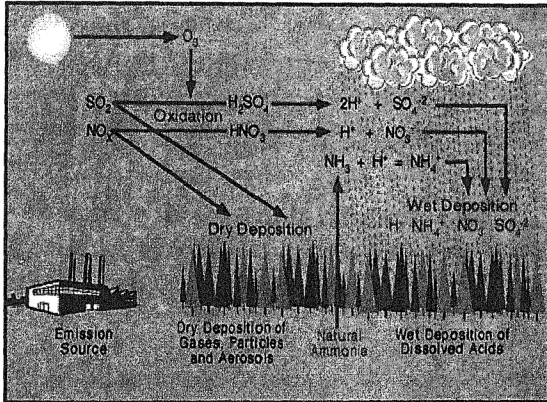 O₃
SO₂ H₂SO₄ 2H⁺ + SO₄⁻²
Oxidation
NOₓ HNO₃ H⁺ + NO₃⁻
NH₃ + H⁺ = NH₄
Wet Deposition
H NH₄ NO₄ SO₄⁻²
Dry Deposition
Emission
Source
Dry Deposition of
Gases, Particles
and Aerosols
Natural
Ammonia
Wet Deposition of
Dissolved Acids